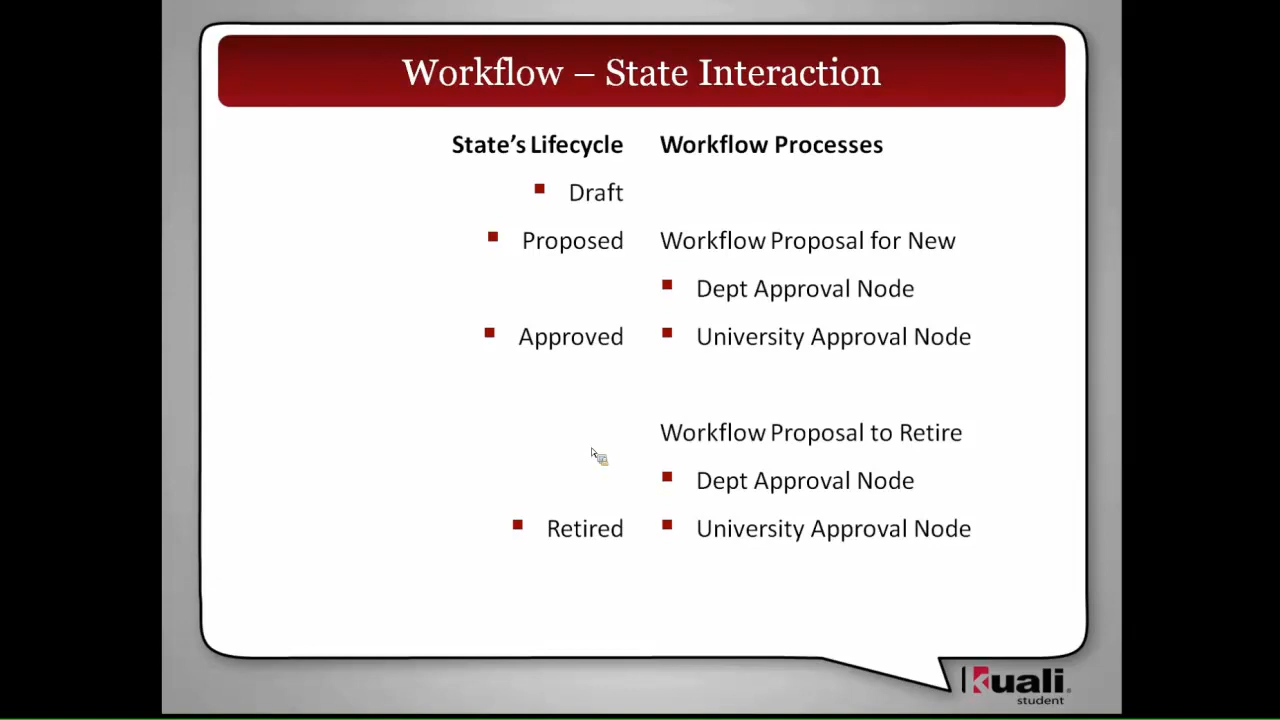 Workflow – State Interaction
State's Lifecycle Workflow Processes
Draft
Proposed Workflow Proposal for New
Dept Approval Node
Approved University Approval Node
Workflow Proposal to Retire
Dept Approval Node
Retired University Approval Node
Kuali
student